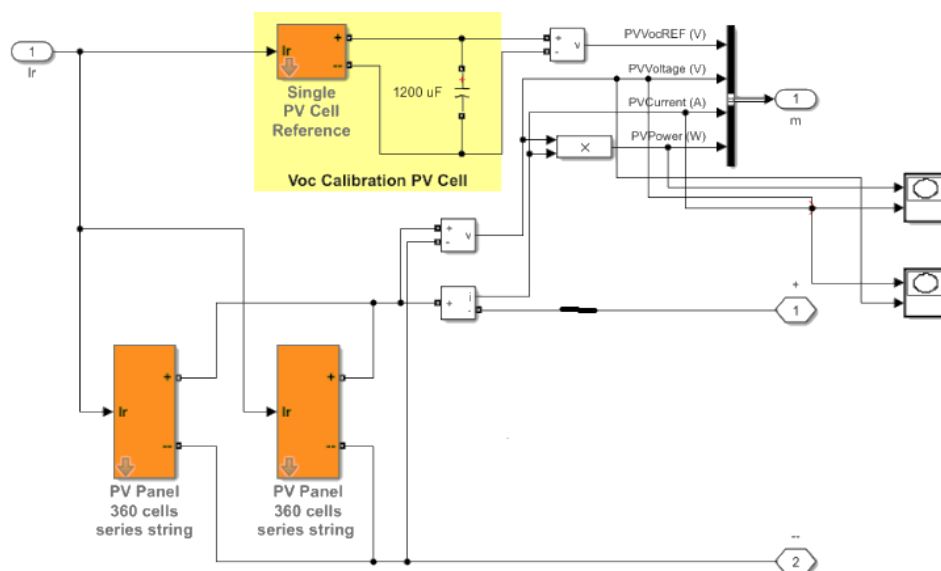 1
Ir
Ir
+
--
Single
PV Cell
Reference
1200 uF
+
Voc Calibration PV Cell
+
-
v
PVVocREF (V)
PVVoltage (V)
PVCurrent (A)
PVPower (W)
×
1
m
+
-
v
+
i
-
+
1
Ir
+
--
PV Panel
360 cells
series string
Ir
+
--
PV Panel
360 cells
series string
--
2